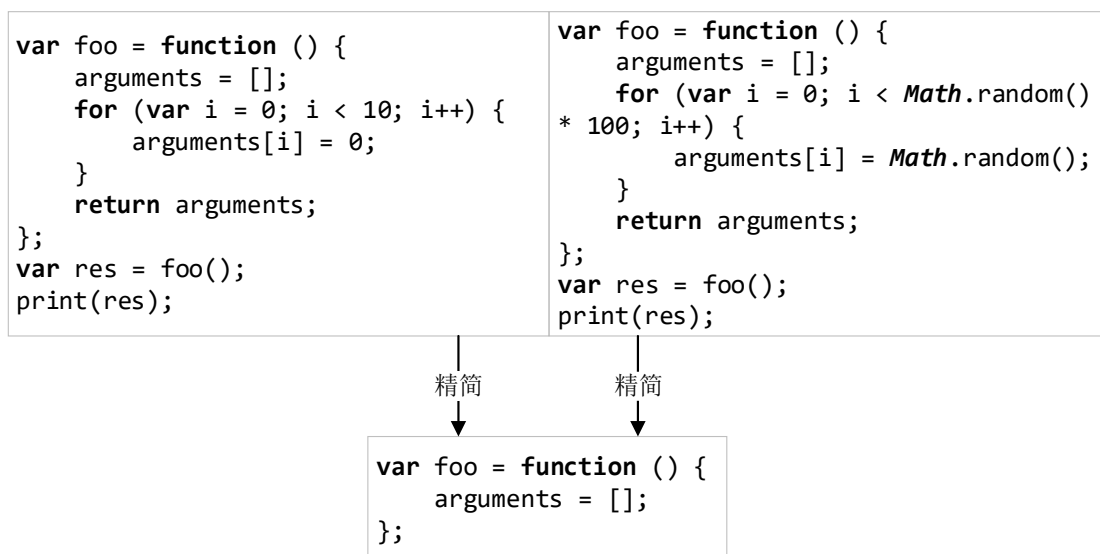 var foo = function () {
    arguments = [];
    for (var i = 0; i < 10; i++) {
        arguments[i] = 0;
    }
    return arguments;
};
var res = foo();
print(res);
var foo = function () {
    arguments = [];
    for (var i = 0; i < Math.random()
* 100; i++) {
        arguments[i] = Math.random();
    }
    return arguments;
};
var res = foo();
print(res);
精简
精简
var foo = function () {
    arguments = [];
};